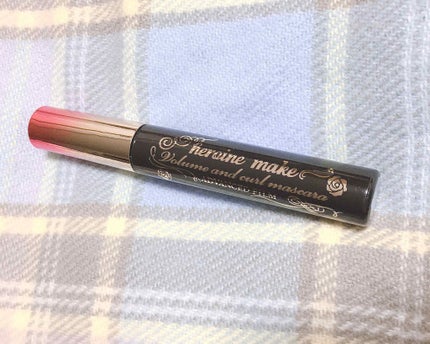 heroine make
Volume and curl mascara
ADVANCED FILM